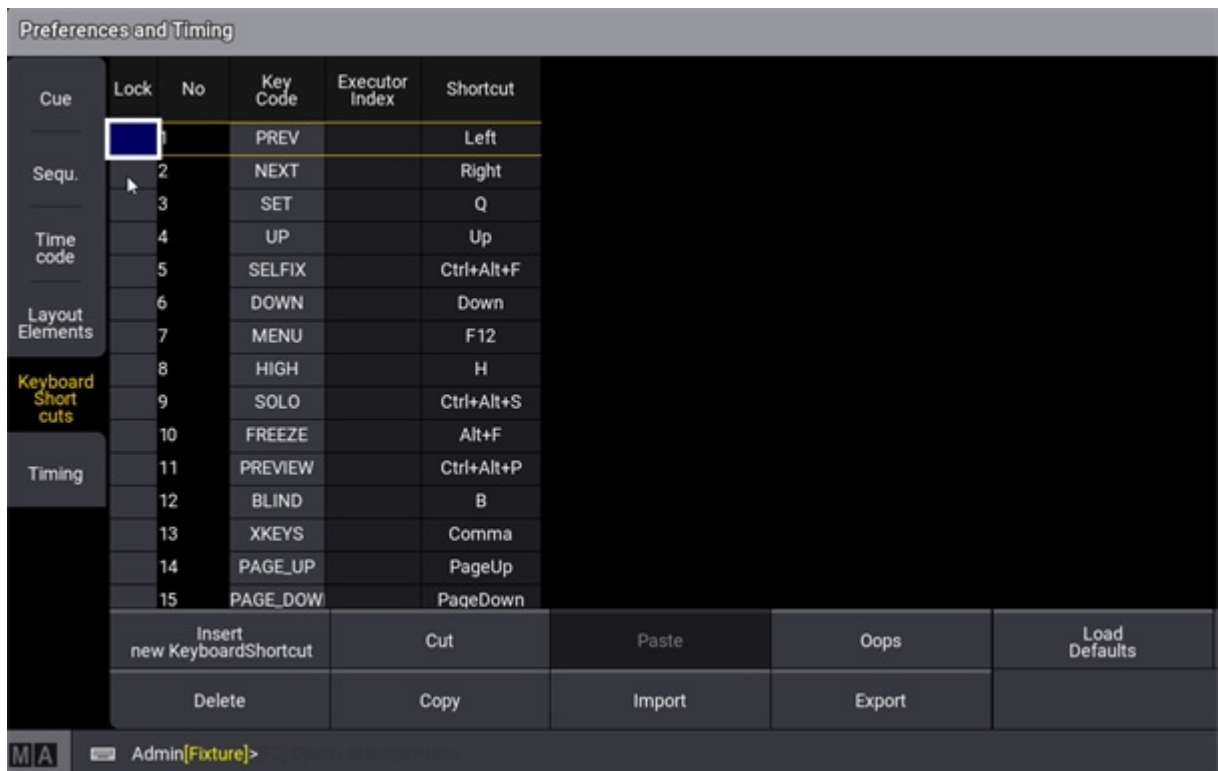 Preferences and Timing
Cue
Sequ.
Time
code
Layout
Elements
Keyboard
Short
cuts
Timing
Lock No Key Code Executor Index Shortcut
1 PREV Left
2 NEXT Right
3 SET Q
4 UP Up
5 SELFIX Ctrl+Alt+F
6 DOWN Down
7 MENU F12
8 HIGH H
9 SOLO Ctrl+Alt+S
10 FREEZE Alt+F
11 PREVIEW Ctrl+Alt+P
12 BLIND B
13 XKEYS Comma
14 PAGE_UP PageUp
15 PAGE_DOW PageDown
Insert
new KeyboardShortcut
Cut
Paste
Oops
Load
Defaults
Delete
Copy
Import
Export
MA Admin[Fixture]>